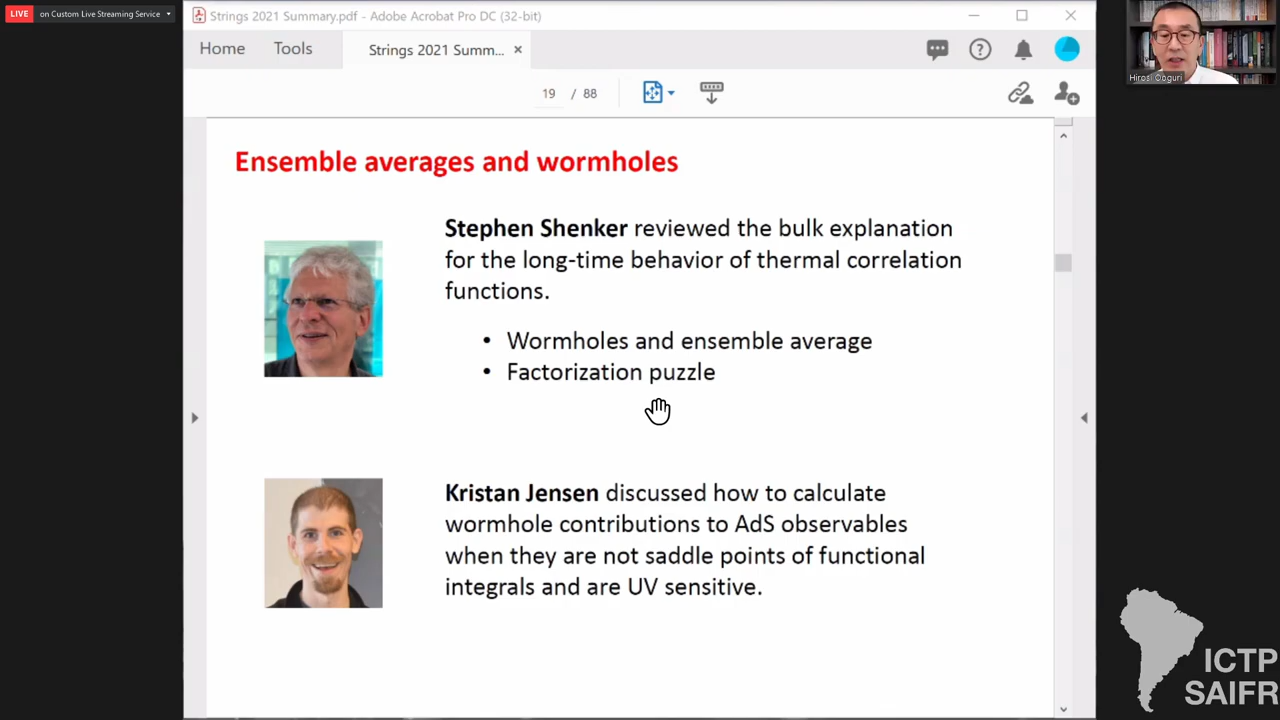 LIVE on Custom Live Streaming Service
Strings 2021 Summary.pdf - Adobe Acrobat Pro DC (32-bit)
Home Tools Strings 2021 Summ... ×
19 / 88
Hirosi Ooguri
Ensemble averages and wormholes
Stephen Shenker reviewed the bulk explanation
for the long-time behavior of thermal correlation
functions.
• Wormholes and ensemble average
• Factorization puzzle
Kristan Jensen discussed how to calculate
wormhole contributions to AdS observables
when they are not saddle points of functional
integrals and are UV sensitive.
ICTP
SAIFR